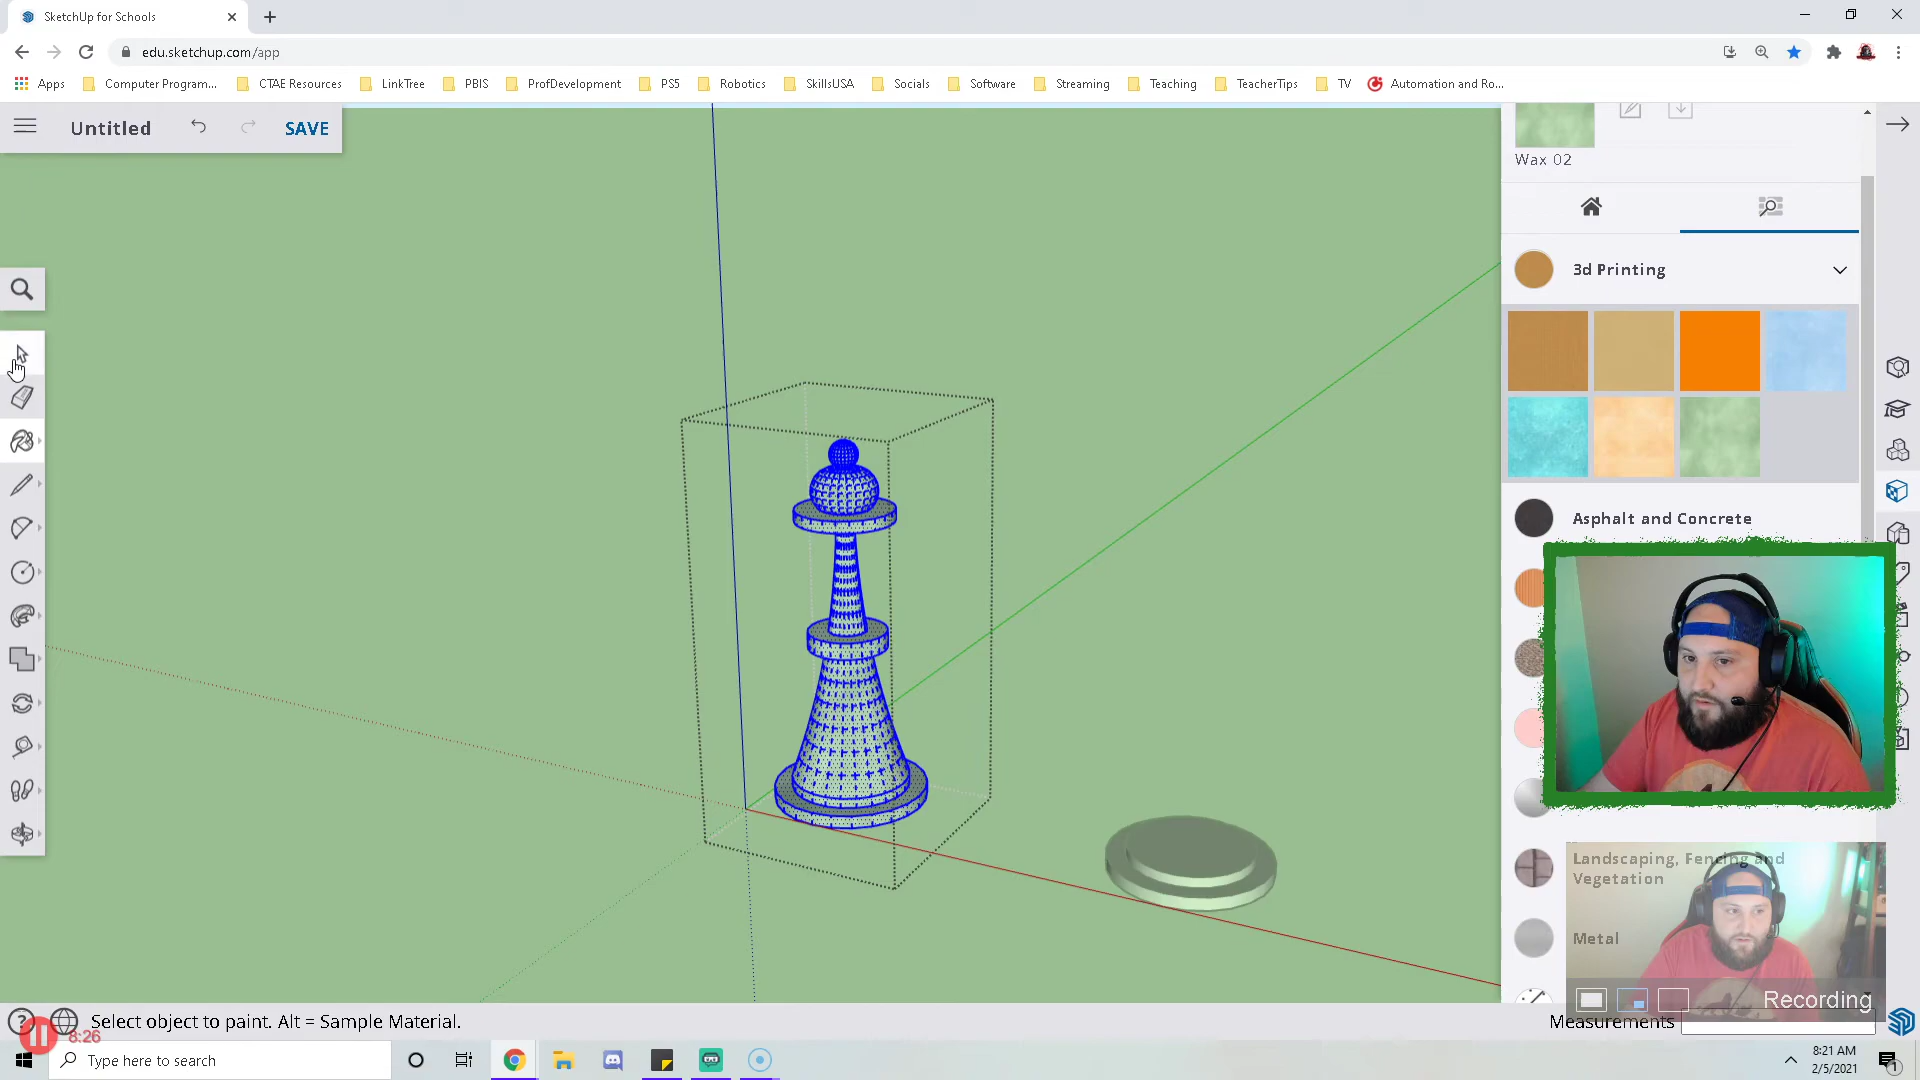 SketchUp for Schools
edu.sketchup.com/app
Apps Computer Program... CTAE Resources LinkTree PBIS ProfDevelopment PS5 Robotics SkillsUSA Socials Software Streaming Teaching TeacherTips TV Automation and Ro...
Untitled SAVE
Wax 02
3d Printing
Asphalt and Concrete
Landscaping, Fencing and
Vegetation
Metal
Recording
Select object to paint. Alt = Sample Material.
Measurements
8:26
Type here to search
8:21 AM
2/5/2021
1